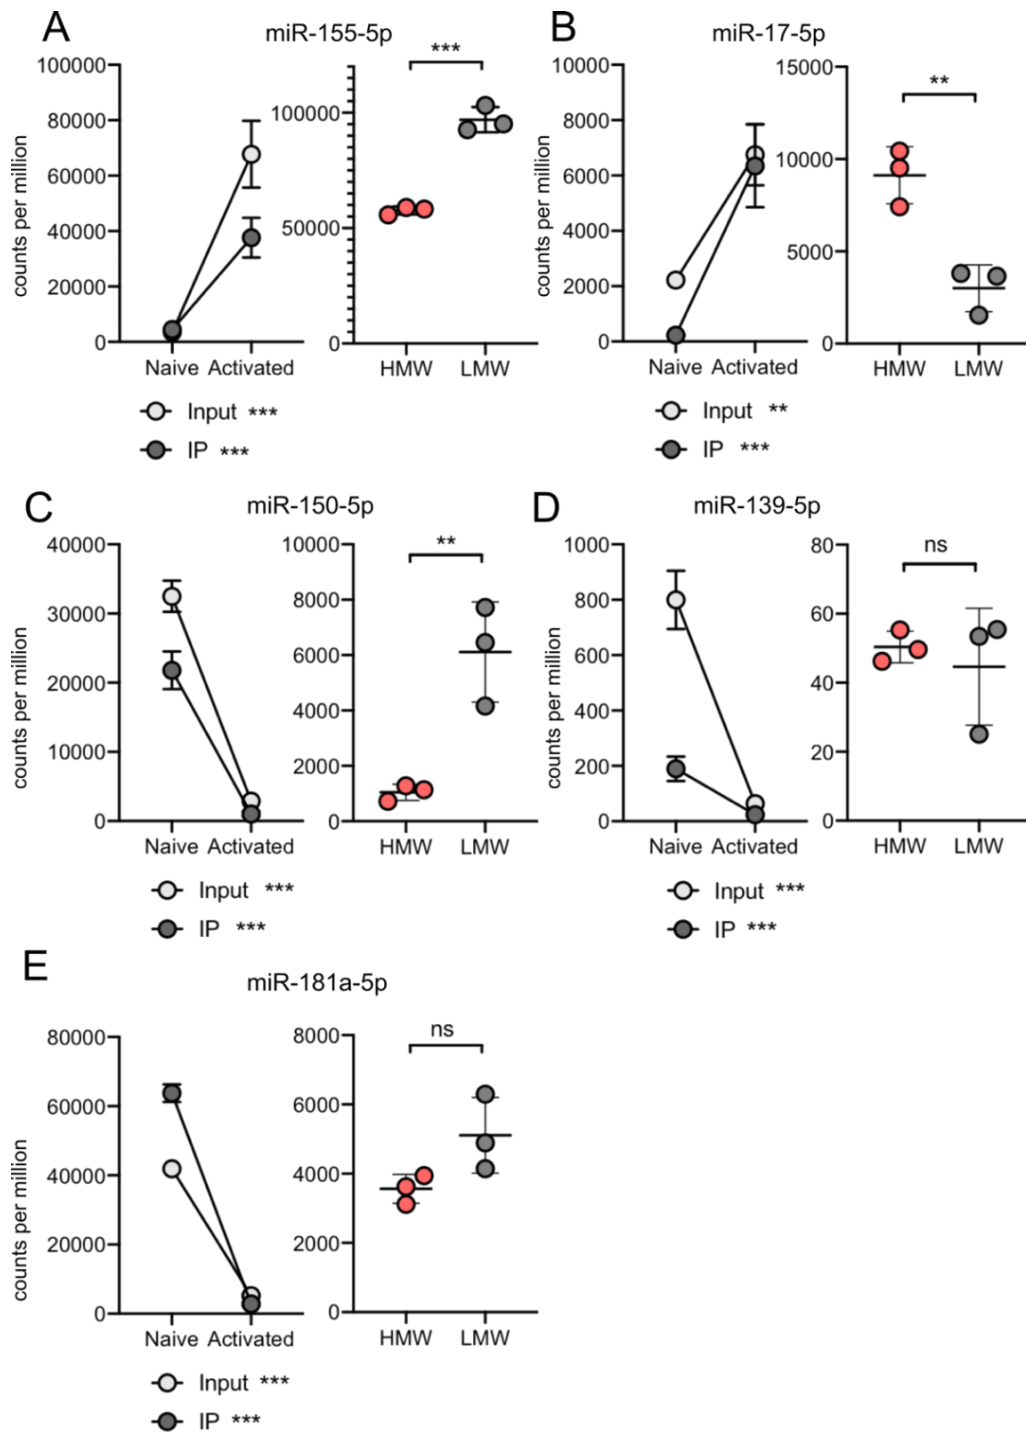 A
miR-155-5p
counts per million
100000
80000
60000
40000
20000
0
Naive Activated
Input ***
IP ***
100000
50000
0
***
HMW LMW
B
miR-17-5p
counts per million
10000
8000
6000
4000
2000
0
Naive Activated
Input **
IP ***
15000
10000
5000
0
**
HMW LMW
C
miR-150-5p
counts per million
40000
30000
20000
10000
0
Naive Activated
Input ***
IP ***
10000
8000
6000
4000
2000
0
**
HMW LMW
D
miR-139-5p
counts per million
1000
800
600
400
200
0
Naive Activated
Input ***
IP ***
80
60
40
20
0
ns
HMW LMW
E
miR-181a-5p
counts per million
80000
60000
40000
20000
0
Naive Activated
Input ***
IP ***
8000
6000
4000
2000
0
ns
HMW LMW